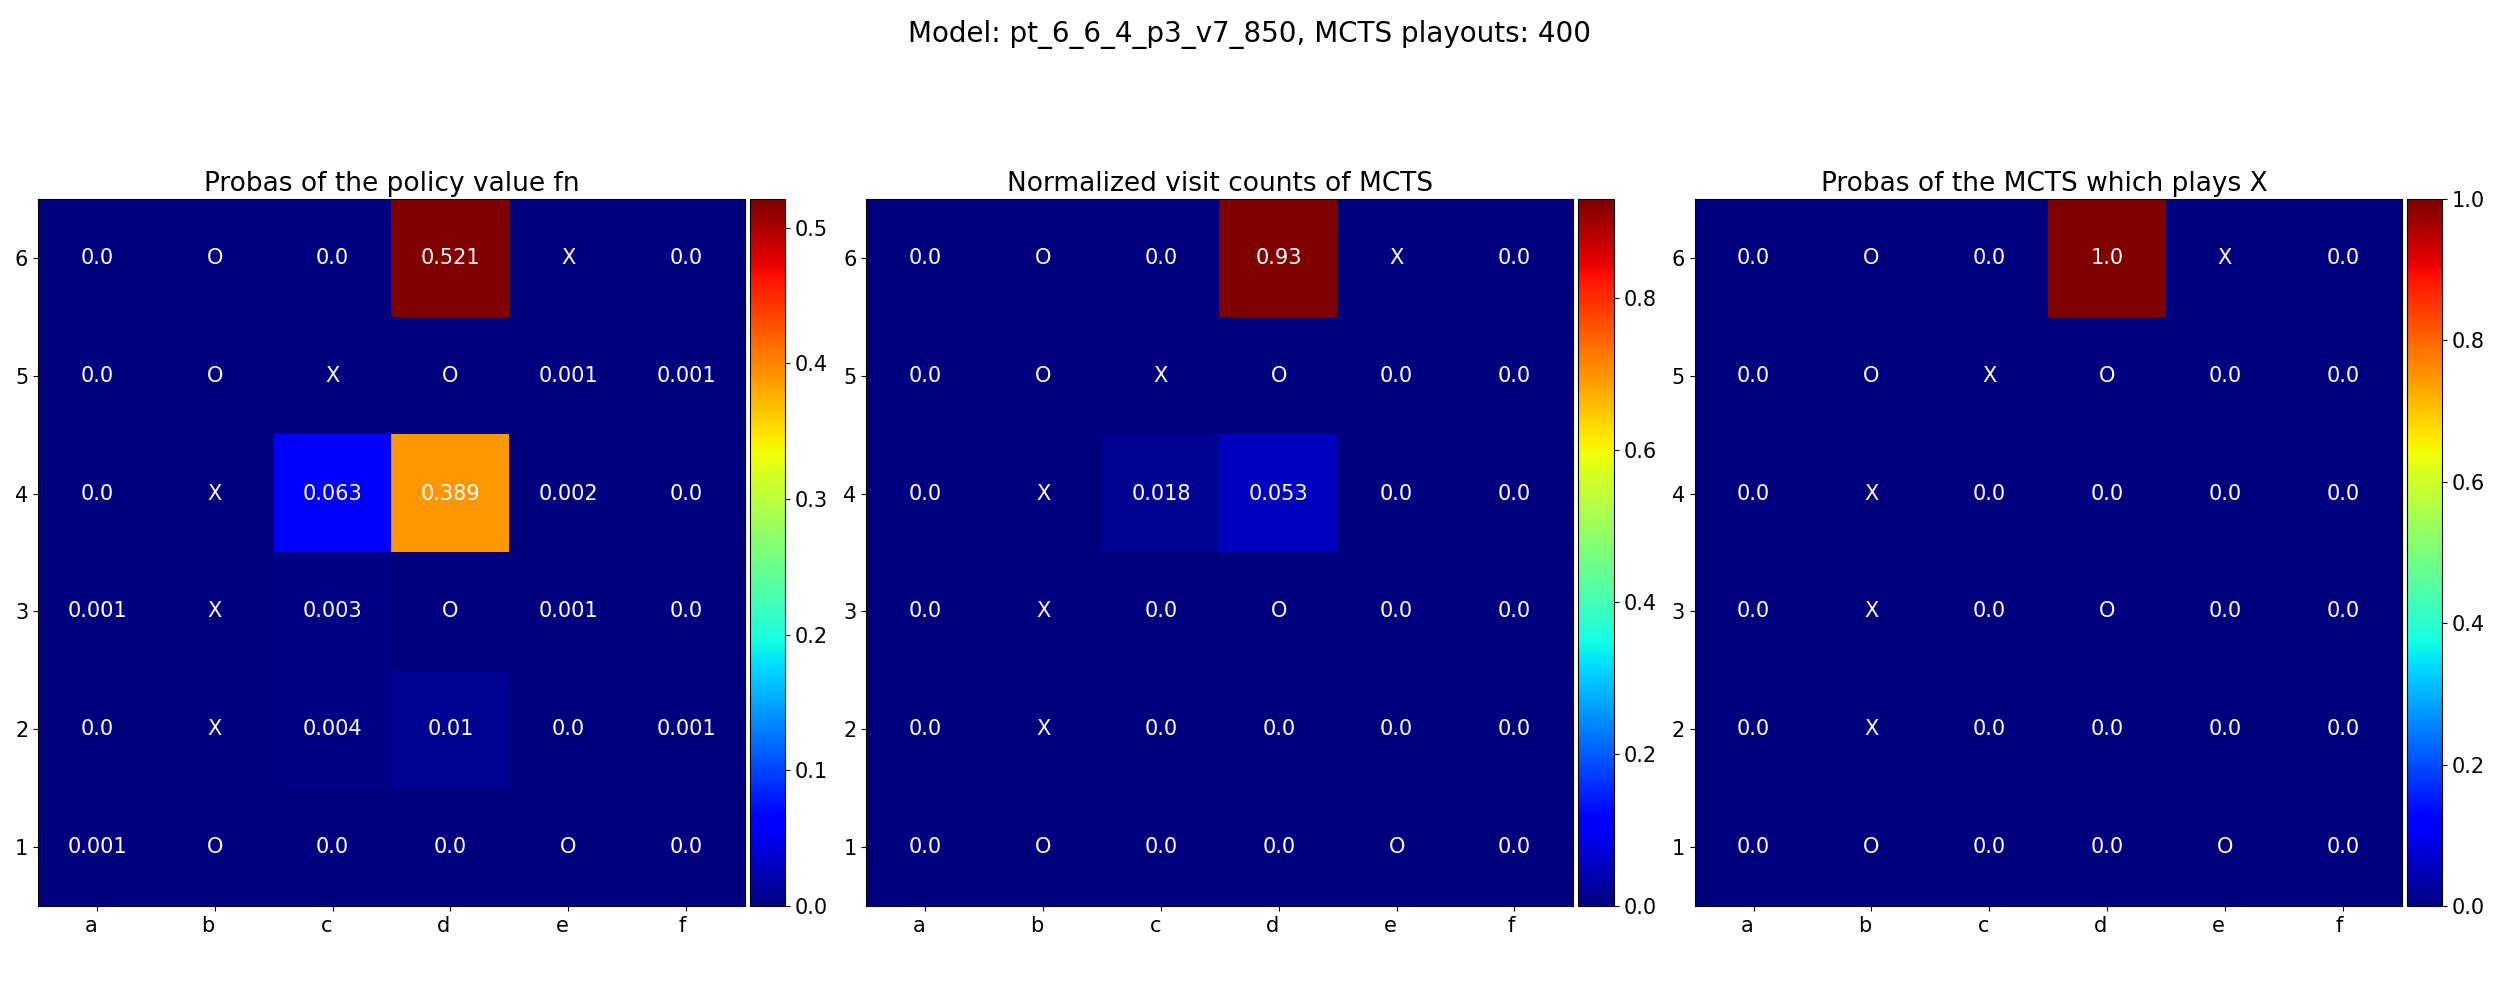 Model: pt_6_6_4_p3_v7_850, MCTS playouts: 400
Probas of the policy value fn
6 0.0 O 0.0 0.521 X 0.0
5 0.0 O X O 0.001 0.001
4 0.0 X 0.063 0.389 0.002 0.0
3 0.001 X 0.003 O 0.001 0.0
2 0.0 X 0.004 0.01 0.0 0.001
1 0.001 O 0.0 0.0 O 0.0
a b c d e f
0.5
0.4
0.3
0.2
0.1
0.0
Normalized visit counts of MCTS
6 0.0 O 0.0 0.93 X 0.0
5 0.0 O X O 0.0 0.0
4 0.0 X 0.018 0.053 0.0 0.0
3 0.0 X 0.0 O 0.0 0.0
2 0.0 X 0.0 0.0 0.0 0.0
1 0.0 O 0.0 0.0 O 0.0
a b c d e f
0.8
0.6
0.4
0.2
0.0
Probas of the MCTS which plays X
6 0.0 O 0.0 1.0 X 0.0
5 0.0 O X O 0.0 0.0
4 0.0 X 0.0 0.0 0.0 0.0
3 0.0 X 0.0 O 0.0 0.0
2 0.0 X 0.0 0.0 0.0 0.0
1 0.0 O 0.0 0.0 O 0.0
a b c d e f
1.0
0.8
0.6
0.4
0.2
0.0